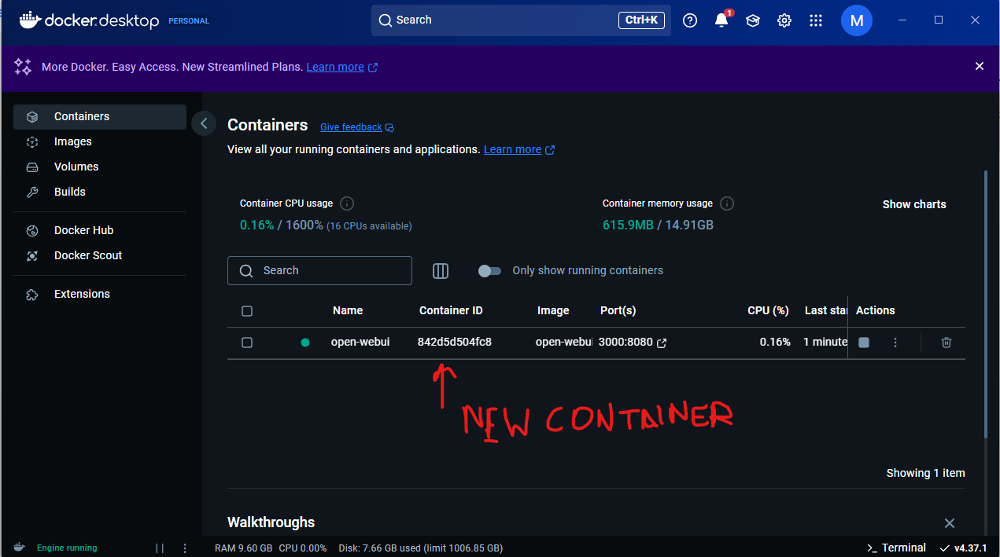 docker desktop PERSONAL
Search Ctrl+K
1
M
More Docker. Easy Access. New Streamlined Plans. Learn more
Containers
Images
Volumes
Builds
Docker Hub
Docker Scout
Extensions
Containers Give feedback
View all your running containers and applications. Learn more
Container CPU usage
0.16% / 1600% (16 CPUs available)
Container memory usage
615.9MB / 14.91GB
Show charts
Search
Only show running containers
Name Container ID Image Port(s) CPU (%) Last star Actions
open-webui 842d5d504fc8 open-webui 3000:8080 0.16% 1 minute
NEW CONTAINER
Showing 1 item
Walkthroughs
Engine running RAM 9.60 GB CPU 0.00% Disk: 7.66 GB used (limit 1006.85 GB) >_ Terminal v4.37.1